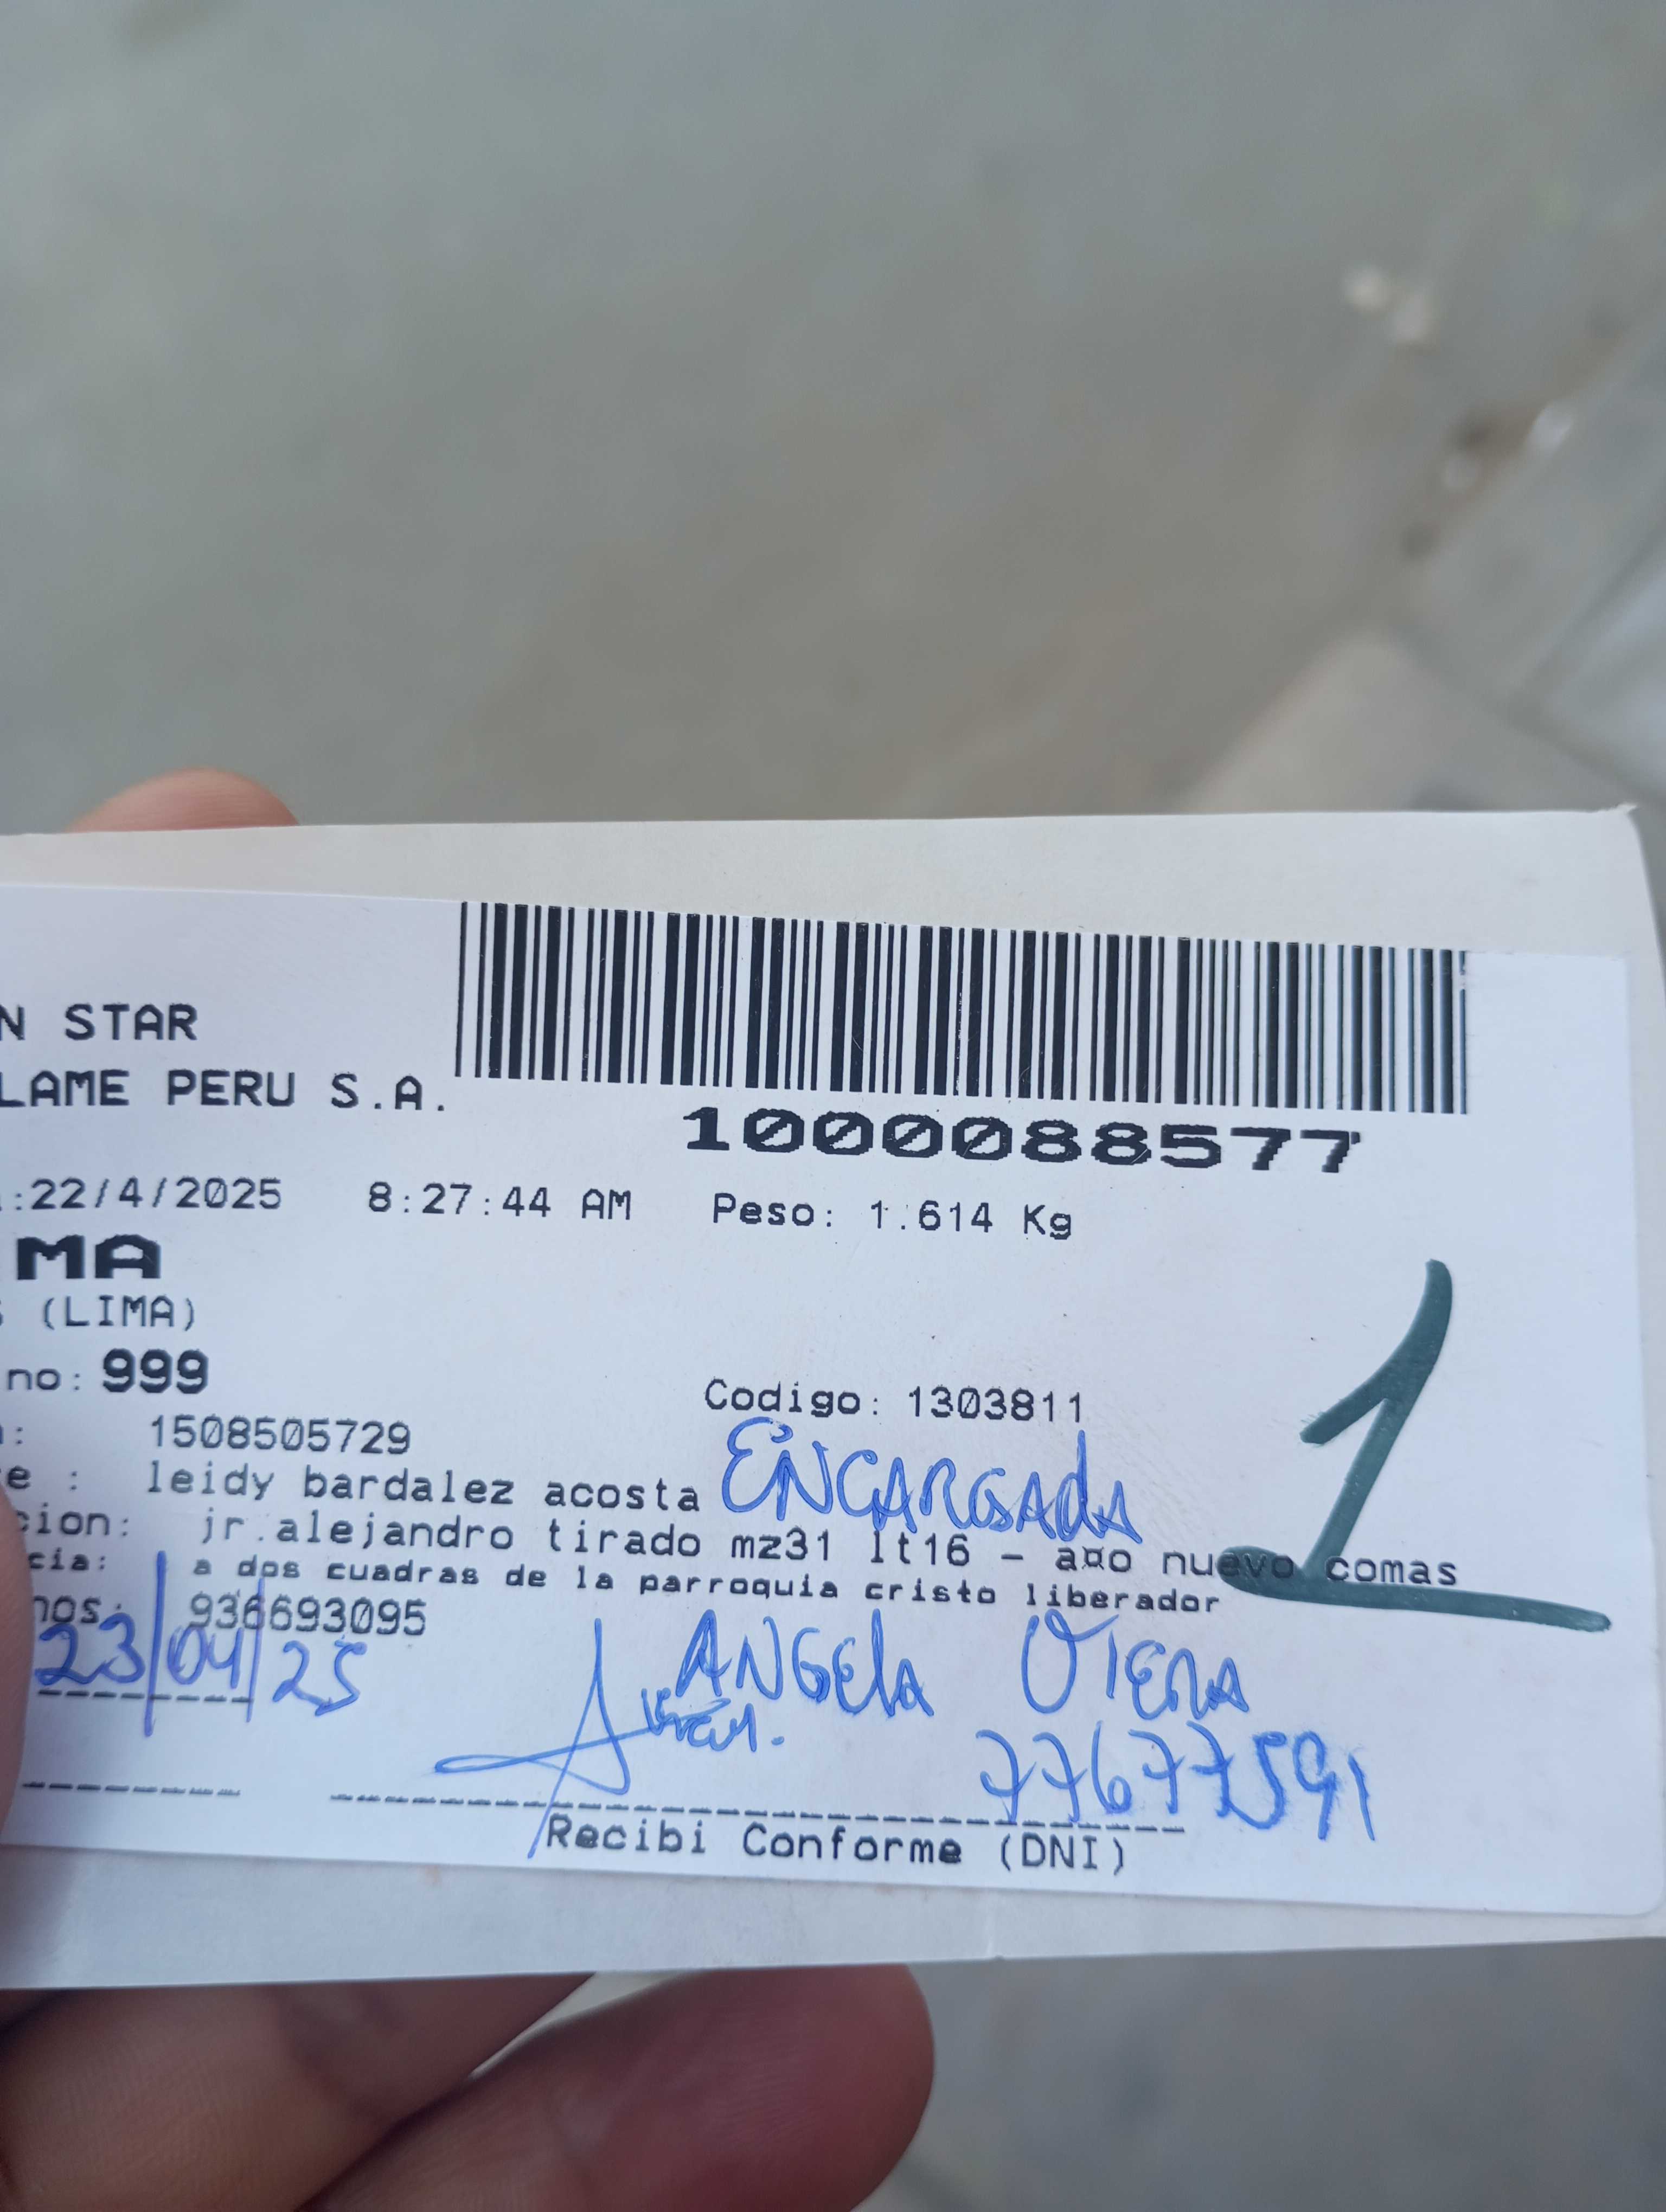 N STAR
LAME PERU S.A.
1000088577
:22/4/2025 8:27:44 AM Peso: 1.614 Kg
MA
(LIMA)
no: 999
Codigo: 1303811
: 1508505729
e : leidy bardalez acosta ENCARGAdA
cion: jr.alejandro tirado mz31 lt16 - a¤o nuevo comas
cia: a dos cuadras de la parroquia cristo liberador
nos: 936693095
23/04/25
ANGElA VIERA
77677591
Recibi Conforme (DNI)
1